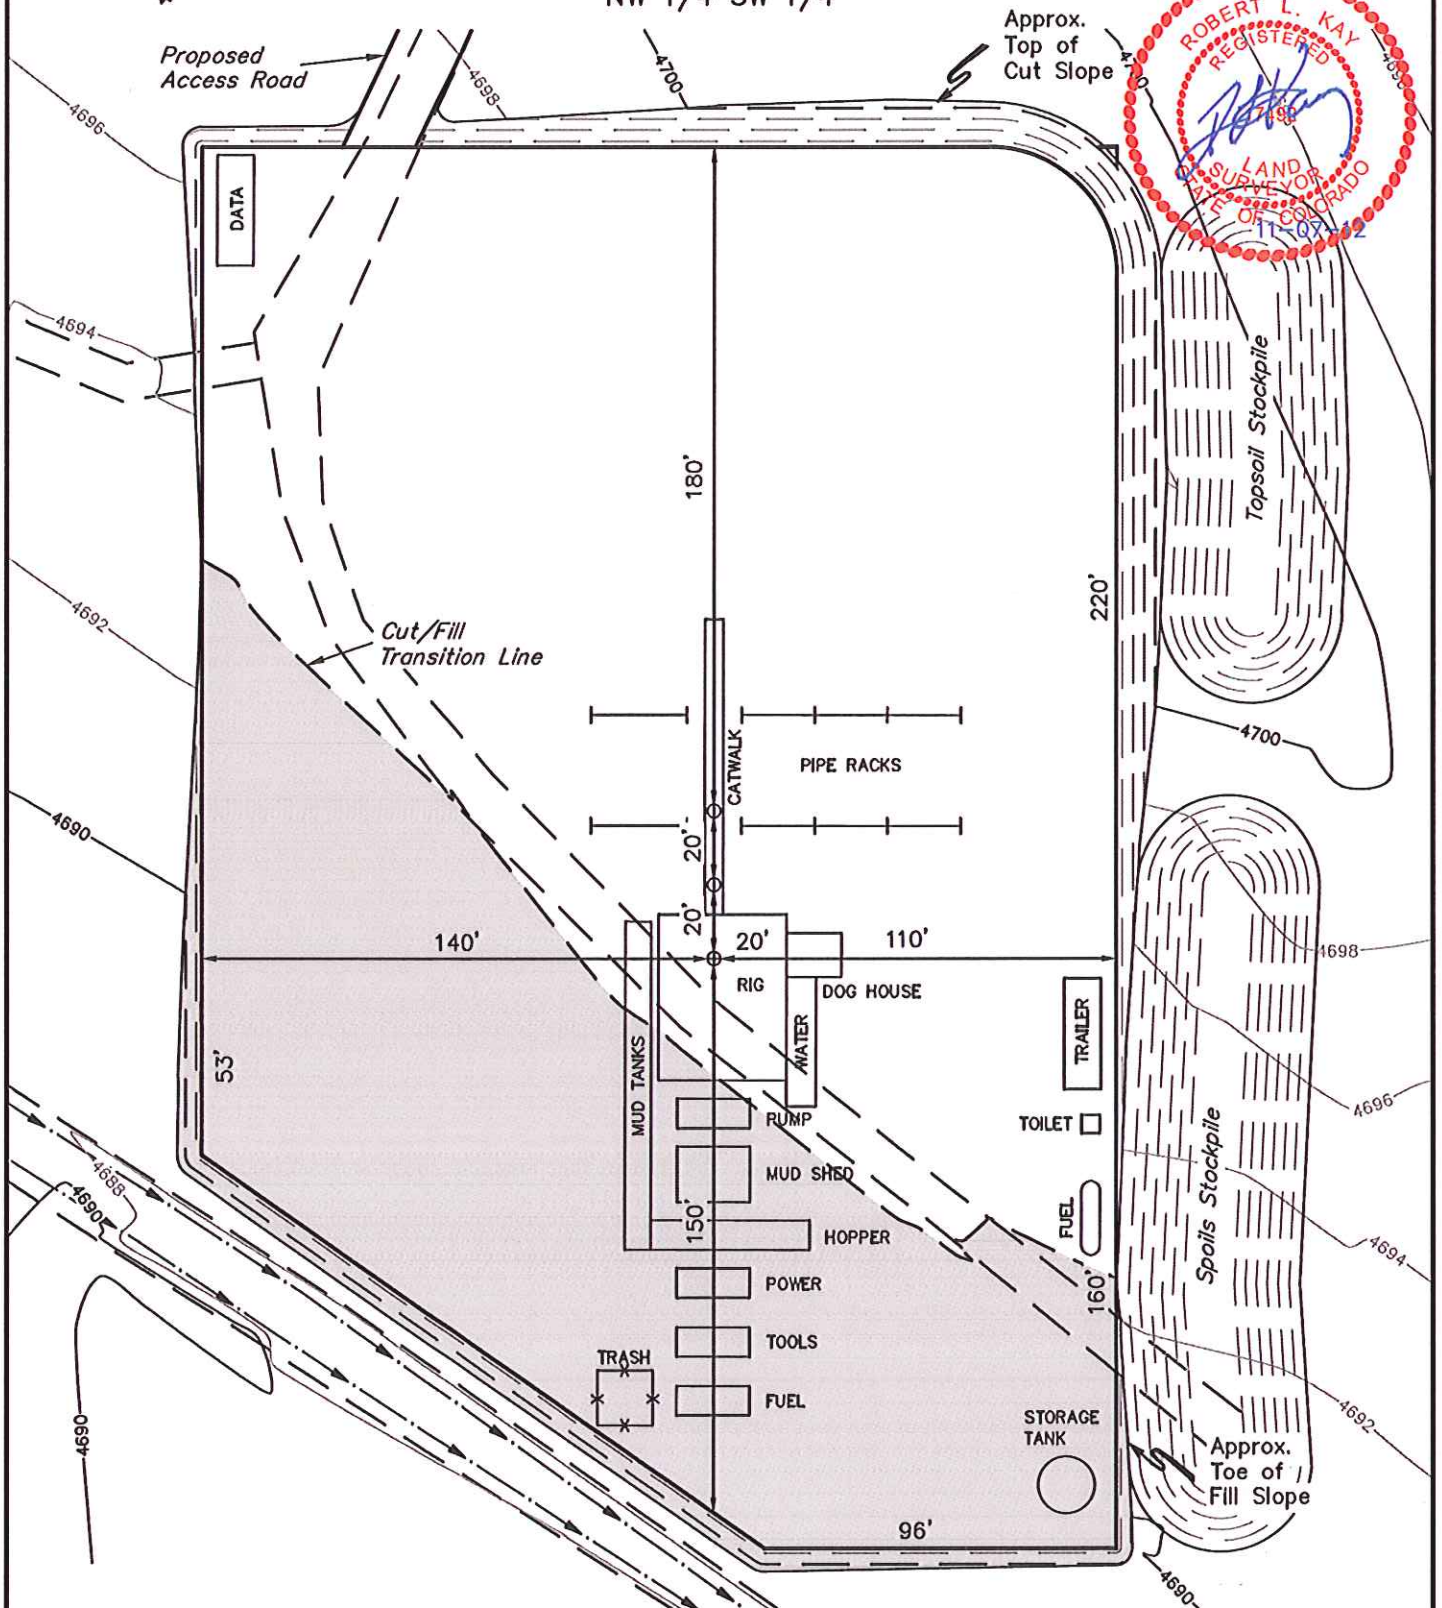 NW 1/4 SW 1/4
Proposed
Access Road
Approx.
Top of
Cut Slope
ROBERT L. KAY
REGISTERED
LAND
SURVEYOR
STATE OF COLORADO
11-07-12
4698
4700
4700
4698
4696
DATA
4694
180'
Topsoil Stockpile
220'
4692
Cut/Fill
Transition Line
4700
CATWALK
PIPE RACKS
4690
20'
20'
140'
20'
110'
4698
RIG
DOG HOUSE
53'
MUD TANKS
WATER
TRAILER
4696
PUMP
TOILET
MUD SHED
4688
4690
150'
HOPPER
FUEL
Spoils Stockpile
4694
POWER
160'
TOOLS
TRASH
FUEL
4692
4690
STORAGE
TANK
Approx.
Toe of
Fill Slope
96'
4690